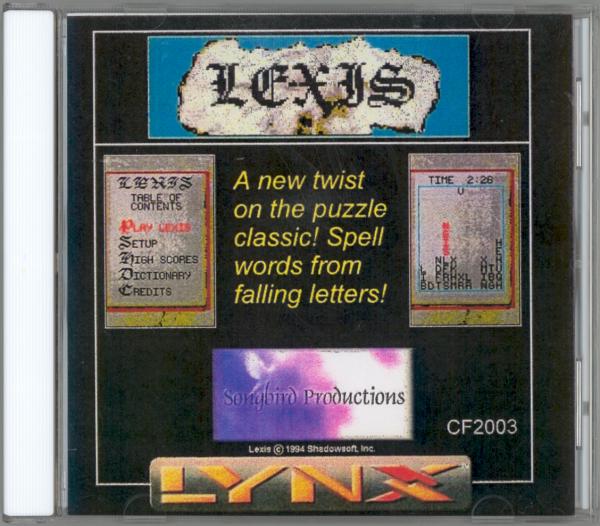 LEXIS
LEXIS
TABLE OF
CONTENTS
PLAY LEXIS
SETUP
HIGH SCORES
DICTIONARY
CREDITS
A new twist
on the puzzle
classic! Spell
words from
falling letters!
TIME 2:26
Songbird Productions
CF2003
Lexis © 1994 Shadowsoft, Inc.
LYNX